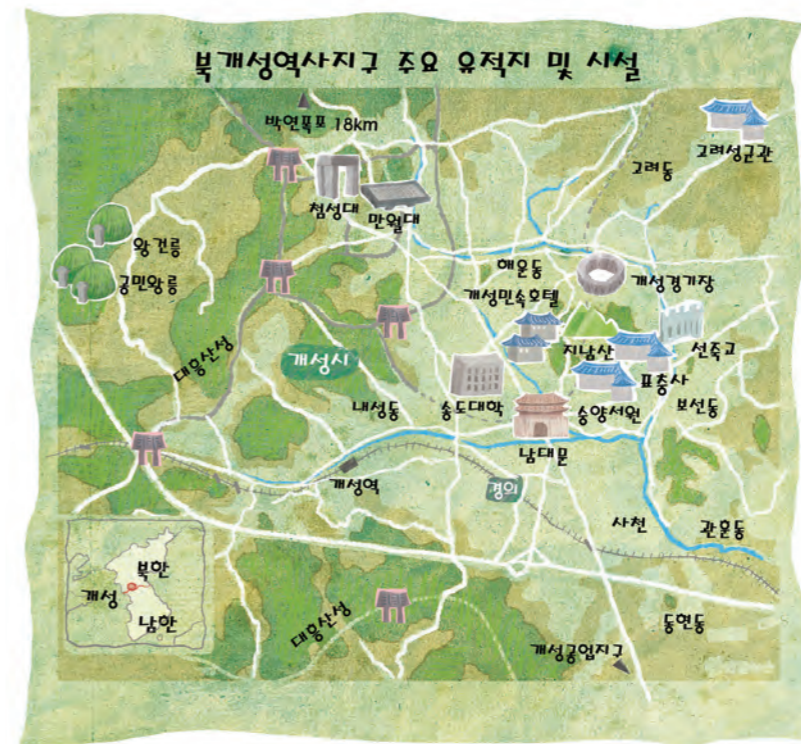 북개성역사지구 주요 유적지 및 시설
박연폭포 18km
고려성균관
고려동
첨성대
만월대
왕건릉
공민왕릉
해운동
개성민속호텔
개성경기장
대흥산성
개성시
지남산
선죽교
표충사
내성동
송도대학
숭양서원
보선동
남대문
개성역
경의
사천
관훈동
북한
개성
남한
대흥산성
동현동
개성공업지구